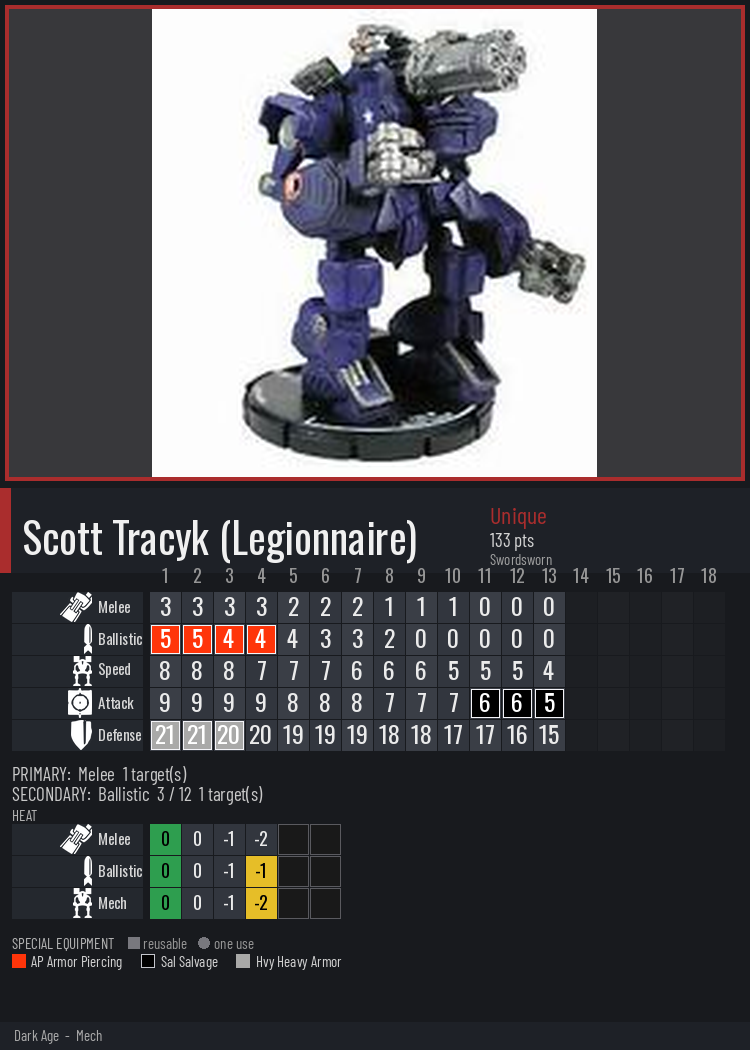 Scott Tracyk (Legionnaire)
Unique
133 pts
Swordsworn
1 2 3 4 5 6 7 8 9 10 11 12 13 14 15 16 17 18
Melee 3 3 3 3 2 2 2 1 1 1 0 0 0
Ballistic 5 5 4 4 4 3 3 2 0 0 0 0 0
Speed 8 8 8 7 7 7 6 6 6 5 5 5 4
Attack 9 9 9 9 8 8 8 7 7 7 6 6 5
Defense 21 21 20 20 19 19 19 18 18 17 17 16 15
PRIMARY: Melee 1 target(s)
SECONDARY: Ballistic 3 / 12 1 target(s)
HEAT
Melee 0 0 -1 -2
Ballistic 0 0 -1 -1
Mech 0 0 -1 -2
SPECIAL EQUIPMENT reusable one use
AP Armor Piercing Sal Salvage Hvy Heavy Armor
Dark Age - Mech